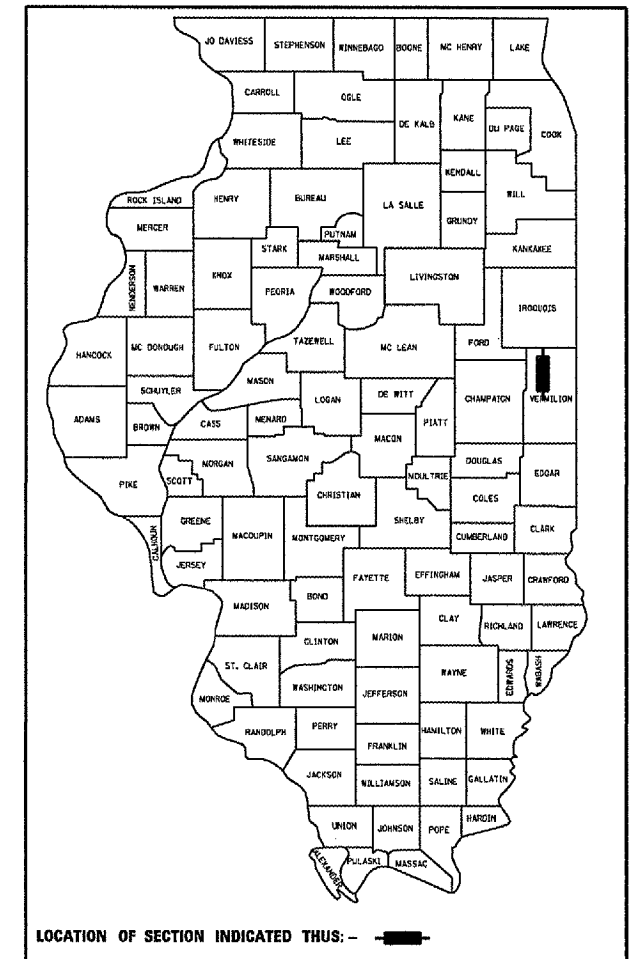 JO DAVIESS STEPHENSON WINNEBAGO BOONE MC HENRY LAKE
CARROLL OGLE DE KALB KANE DU PAGE COOK
WHITESIDE LEE
KENDALL
ROCK ISLAND HENRY BUREAU LA SALLE GRUNDY WILL
MERCER PUTNAM
STARK MARSHALL KANKAKEE
HENDERSON WARREN KNOX PEORIA WOODFORD LIVINGSTON IROQUOIS
HANCOCK MC DONOUGH FULTON TAZEWELL MC LEAN FORD
SCHUYLER MASON
ADAMS BROWN CASS MENARD LOGAN DE WITT PIATT CHAMPAIGN VERMILION
MACON
PIKE SCOTT MORGAN SANGAMON CHRISTIAN MOULTRIE DOUGLAS EDGAR
COLES
CALHOUN GREENE MACOUPIN MONTGOMERY SHELBY CUMBERLAND CLARK
JERSEY
FAYETTE EFFINGHAM JASPER CRAWFORD
MADISON BOND
CLINTON MARION CLAY RICHLAND LAWRENCE
ST. CLAIR WASHINGTON JEFFERSON WAYNE EDWARDS WABASH
MONROE
RANDOLPH PERRY FRANKLIN HAMILTON WHITE
JACKSON WILLIAMSON SALINE GALLATIN
UNION JOHNSON POPE HARDIN
ALEXANDER PULASKI MASSAC
LOCATION OF SECTION INDICATED THUS: –